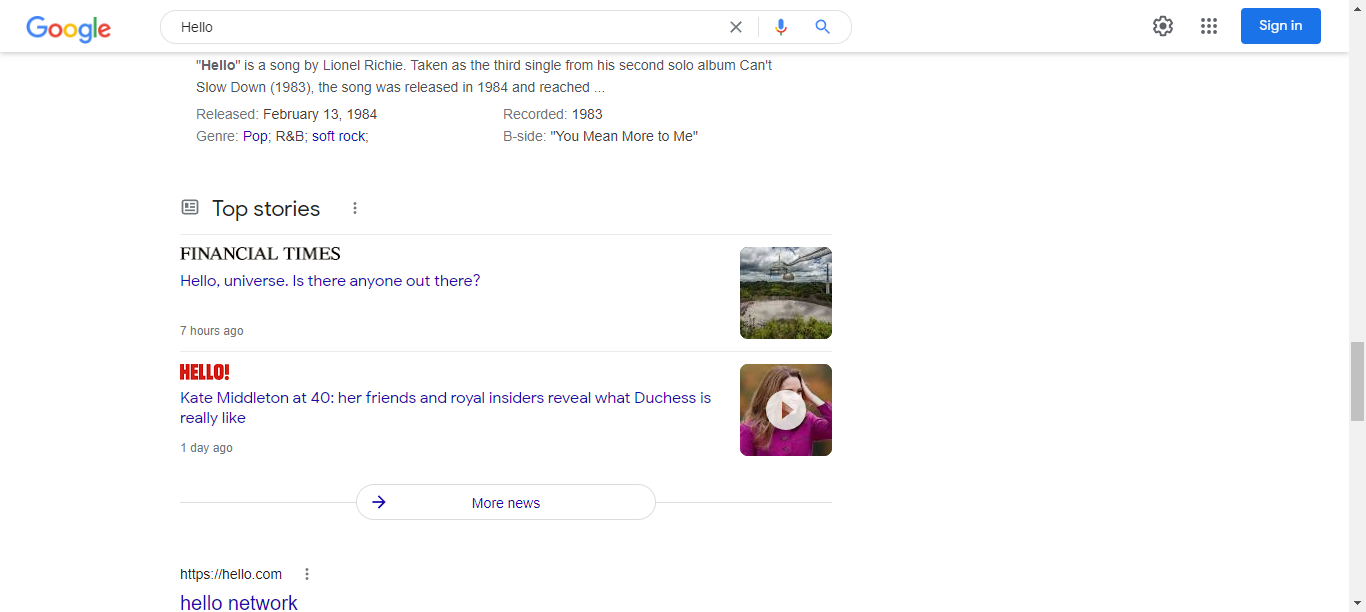 Google
Hello
Sign in
"Hello" is a song by Lionel Richie. Taken as the third single from his second solo album Can't
Slow Down (1983), the song was released in 1984 and reached ...
Released: February 13, 1984
Recorded: 1983
Genre: Pop; R&B; soft rock;
B-side: "You Mean More to Me"
Top stories
FINANCIAL TIMES
Hello, universe. Is there anyone out there?
7 hours ago
HELLO!
Kate Middleton at 40: her friends and royal insiders reveal what Duchess is
really like
1 day ago
More news
https://hello.com
hello network